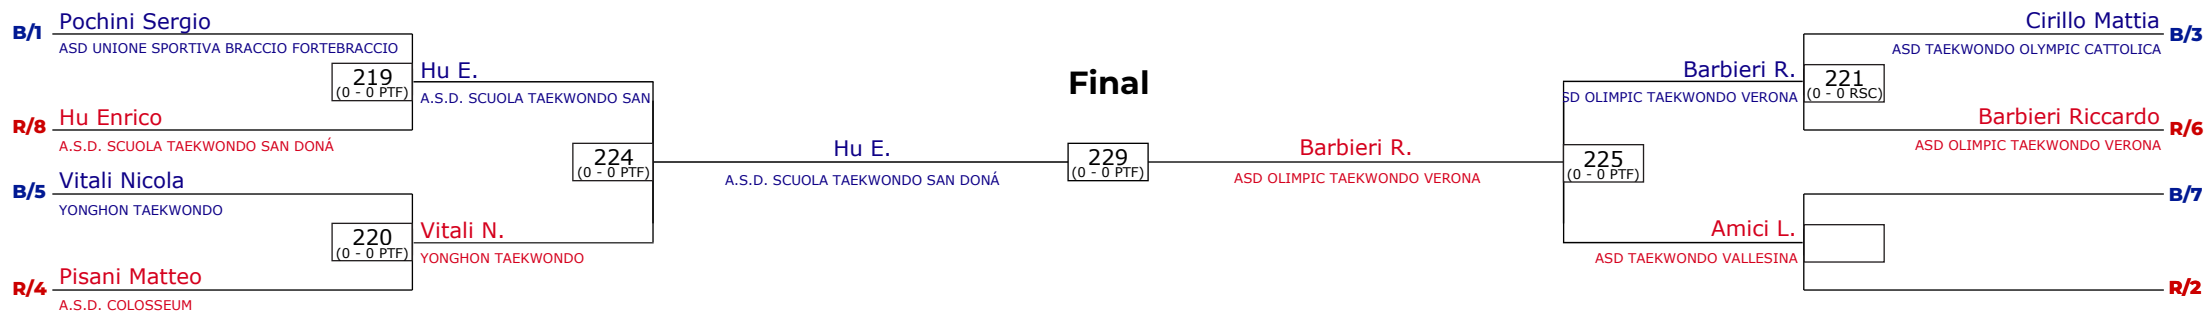 B/1
Pochini Sergio
ASD UNIONE SPORTIVA BRACCIO FORTEBRACCIO
219
(0 - 0 PTF)
R/8
Hu Enrico
A.S.D. SCUOLA TAEKWONDO SAN DONÁ
Hu E.
A.S.D. SCUOLA TAEKWONDO SAN
224
(0 - 0 PTF)
B/5
Vitali Nicola
YONGHON TAEKWONDO
220
(0 - 0 PTF)
R/4
Pisani Matteo
A.S.D. COLOSSEUM
Vitali N.
YONGHON TAEKWONDO
Final
Hu E.
A.S.D. SCUOLA TAEKWONDO SAN DONÁ
229
(0 - 0 PTF)
Barbieri R.
ASD OLIMPIC TAEKWONDO VERONA
Barbieri R.
SD OLIMPIC TAEKWONDO VERONA
225
(0 - 0 PTF)
Amici L.
ASD TAEKWONDO VALLESINA
Cirillo Mattia
B/3
ASD TAEKWONDO OLYMPIC CATTOLICA
221
(0 - 0 RSC)
Barbieri Riccardo
R/6
ASD OLIMPIC TAEKWONDO VERONA
B/7
R/2